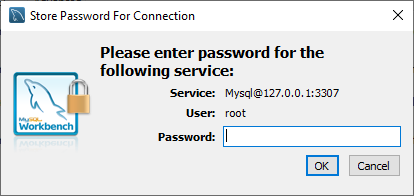 Store Password For Connection
Please enter password for the
following service:
Service: Mysql@127.0.0.1:3307
User: root
Password:
MySQL
Workbench
OK Cancel